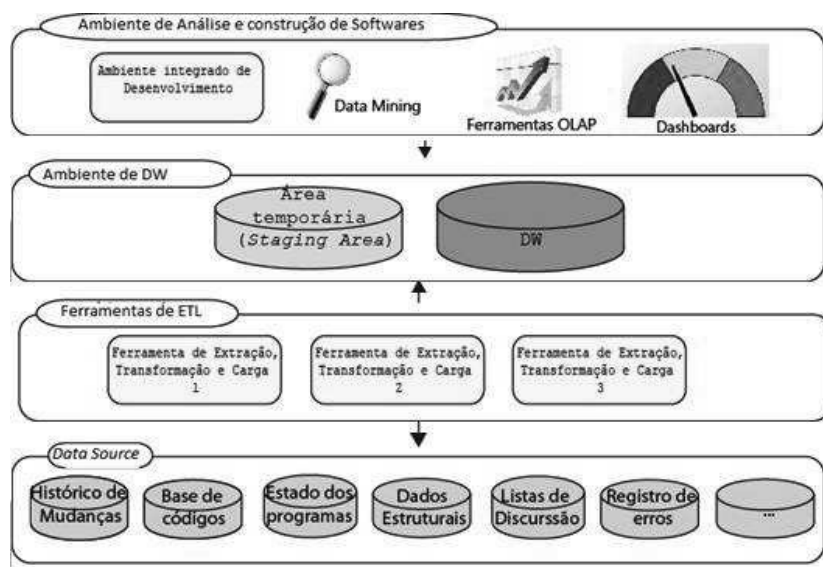 Ambiente de Análise e construção de Softwares
Ambiente integrado de
Desenvolvimento
Data Mining
Ferramentas OLAP
Dashboards
Ambiente de DW
Área
temporária
(Staging Area)
DW
Ferramentas de ETL
Ferramenta de Extração,
Transformação e Carga
1
Ferramenta de Extração,
Transformação e Carga
2
Ferramenta de Extração,
Transformação e Carga
3
Data Source
Histórico de
Mudanças
Base de
códigos
Estado dos
programas
Dados
Estruturais
Listas de
Discurssão
Registro de
erros
...